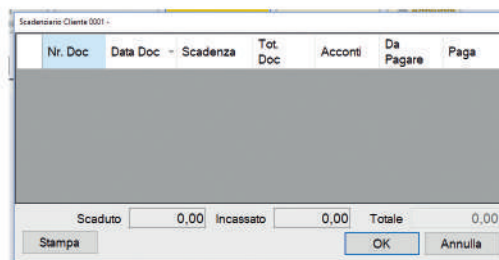 Scadenziario Cliente 0001 -
Nr. Doc Data Doc Scadenza Tot. Doc Acconti Da Pagare Paga
Scaduto 0,00 Incassato 0,00 Totale 0,00
Stampa OK Annulla